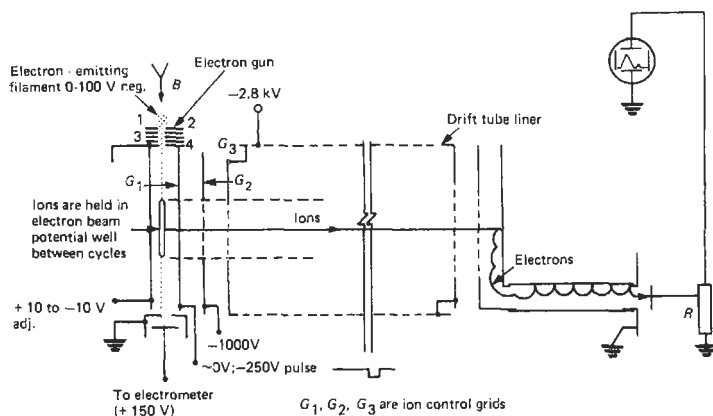 Electron - emitting
filament 0-100 V neg.
B
Electron gun
1
2
3
4
-2.8 kV
Drift tube liner
G3
G1
G2
Ions are held in
electron beam
potential well
between cycles
Ions
Electrons
+ 10 to -10 V
adj.
R
-1000V
~0V;-250V pulse
To electrometer
(+ 150 V)
G1, G2, G3 are ion control grids